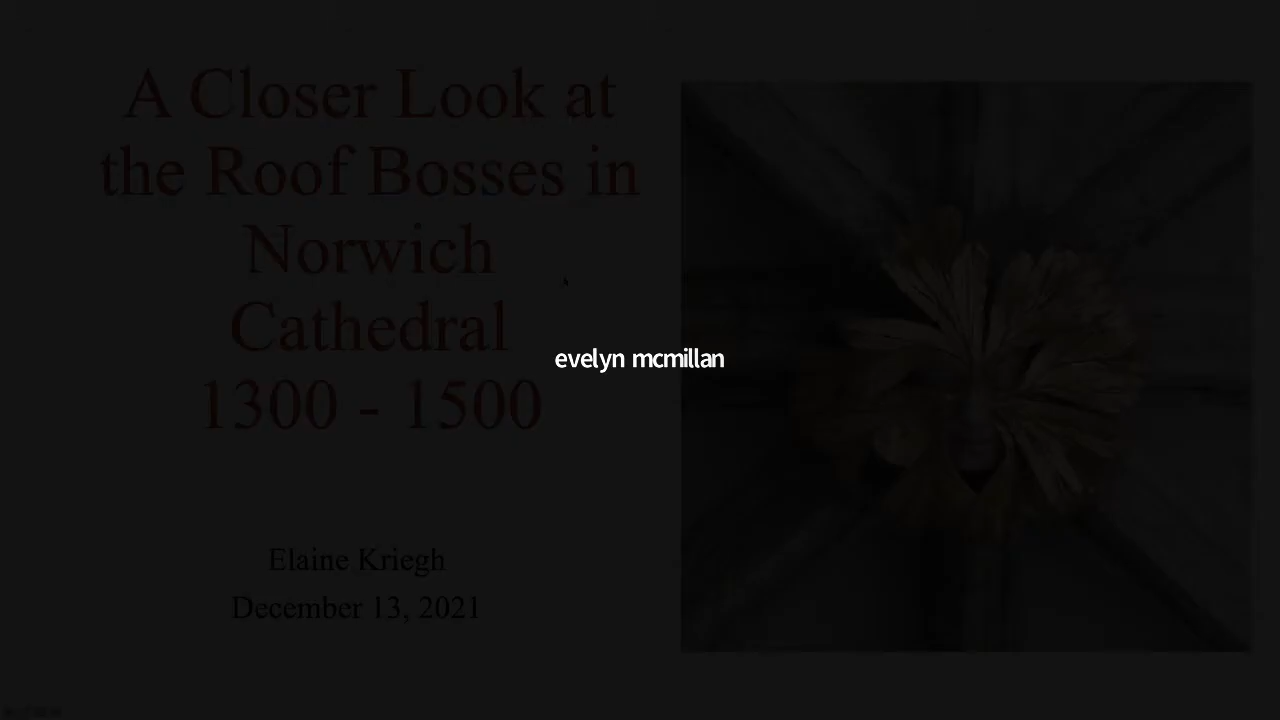 A Closer Look at
the Roof Bosses in
Norwich
Cathedral
1300 - 1500
evelyn mcmillan
Elaine Kriegh
December 13, 2021